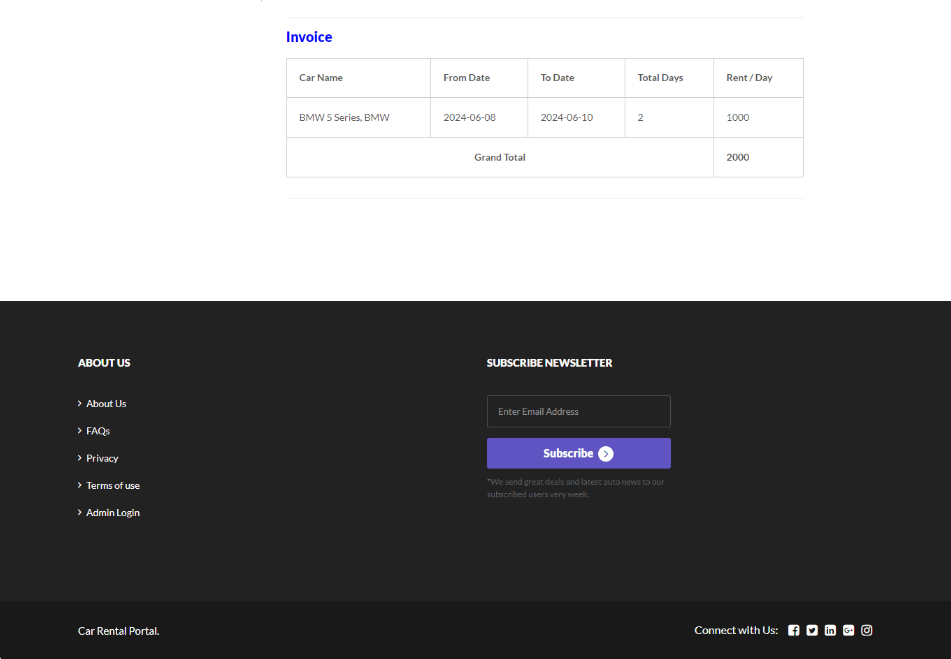 Invoice
Car Name From Date To Date Total Days Rent / Day
BMW 5 Series, BMW 2024-06-08 2024-06-10 2 1000
Grand Total 2000
ABOUT US
About Us
FAQs
Privacy
Terms of use
Admin Login
SUBSCRIBE NEWSLETTER
Enter Email Address
Subscribe
*We send great deals and latest auto news to our
subscribed users very week.
Car Rental Portal.
Connect with Us: